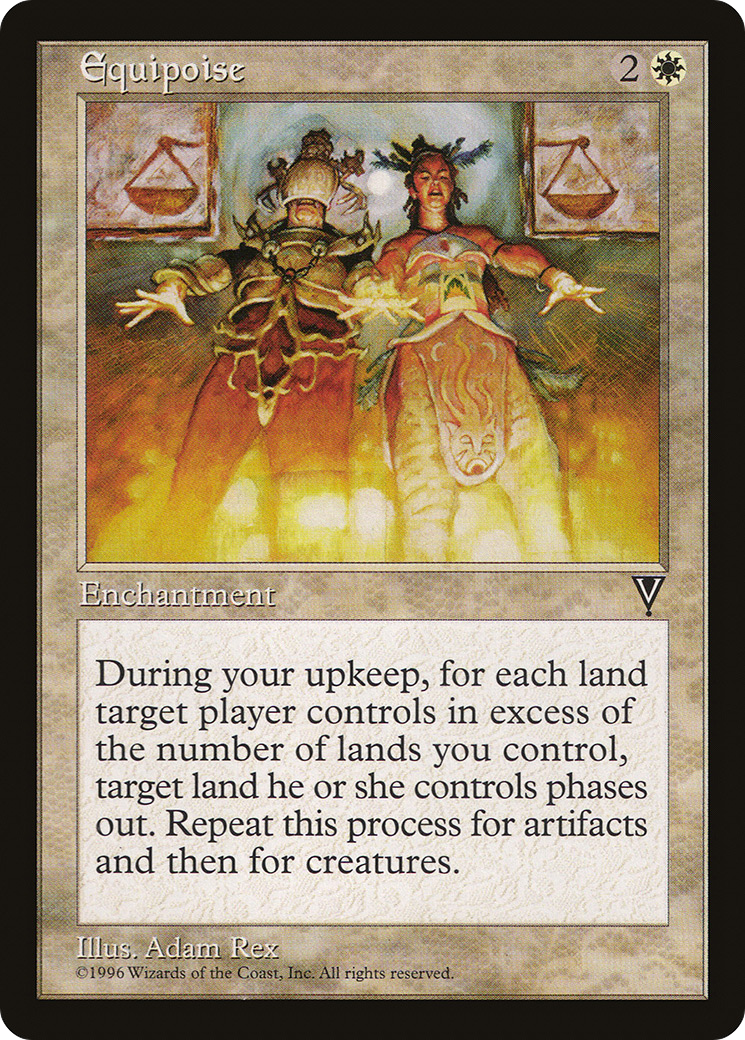 Equipoise 2
Enchantment
During your upkeep, for each land
target player controls in excess of
the number of lands you control,
target land he or she controls phases
out. Repeat this process for artifacts
and then for creatures.
Illus. Adam Rex
©1996 Wizards of the Coast, Inc. All rights reserved.